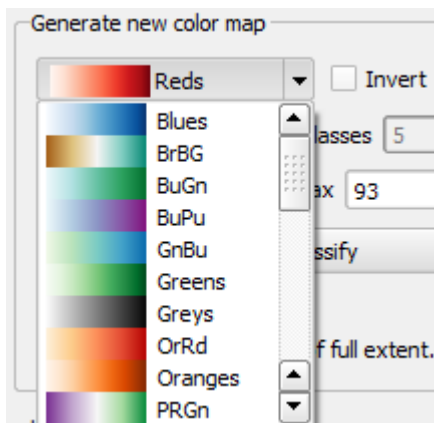 Generate new color map
Reds Invert
Blues
BrBG lasses 5
BuGn
BuPu ax 93
GnBu ssify
Greens
Greys
OrRd f full extent.
Oranges
PRGn